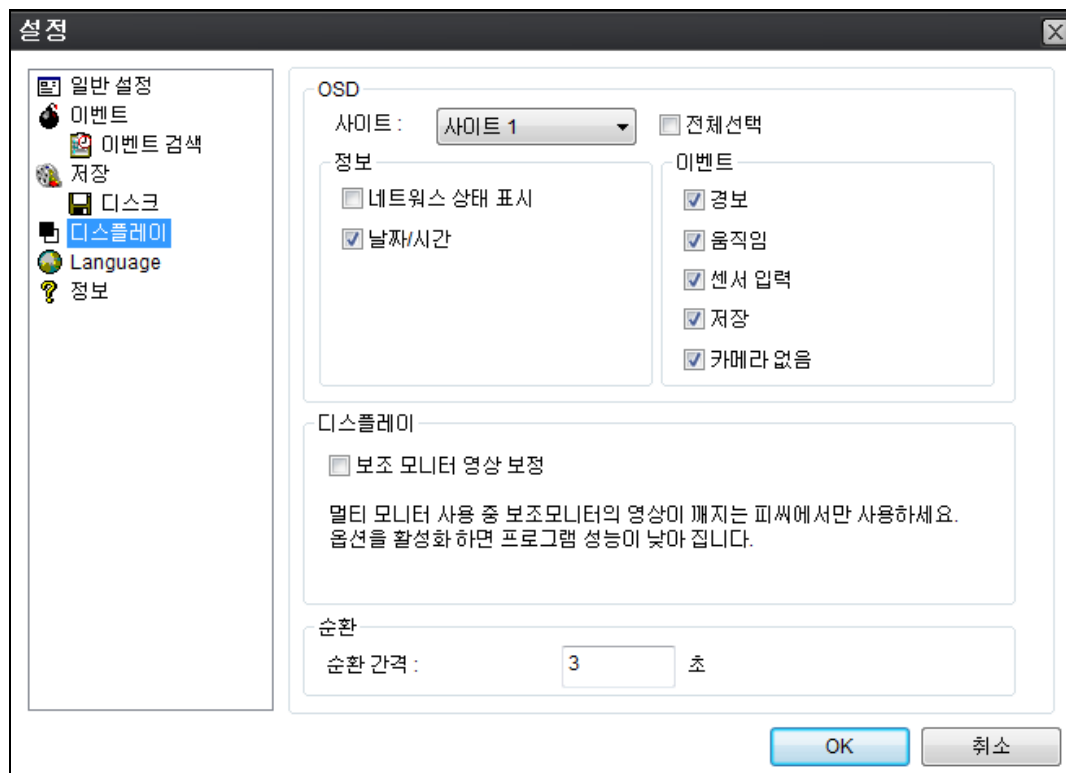 설정
일반 설정
이벤트
이벤트 검색
저장
디스크
디스플레이
Language
정보
OSD
사이트 : 사이트 1 전체선택
정보
네트워스 상태 표시
날짜/시간
이벤트
경보
움직임
센서 입력
저장
카메라 없음
디스플레이
보조 모니터 영상 보정
멀티 모니터 사용 중 보조모니터의 영상이 깨지는 피씨에서만 사용하세요.
옵션을 활성화 하면 프로그램 성능이 낮아 집니다.
순환
순환 간격 : 3 초
OK 취소